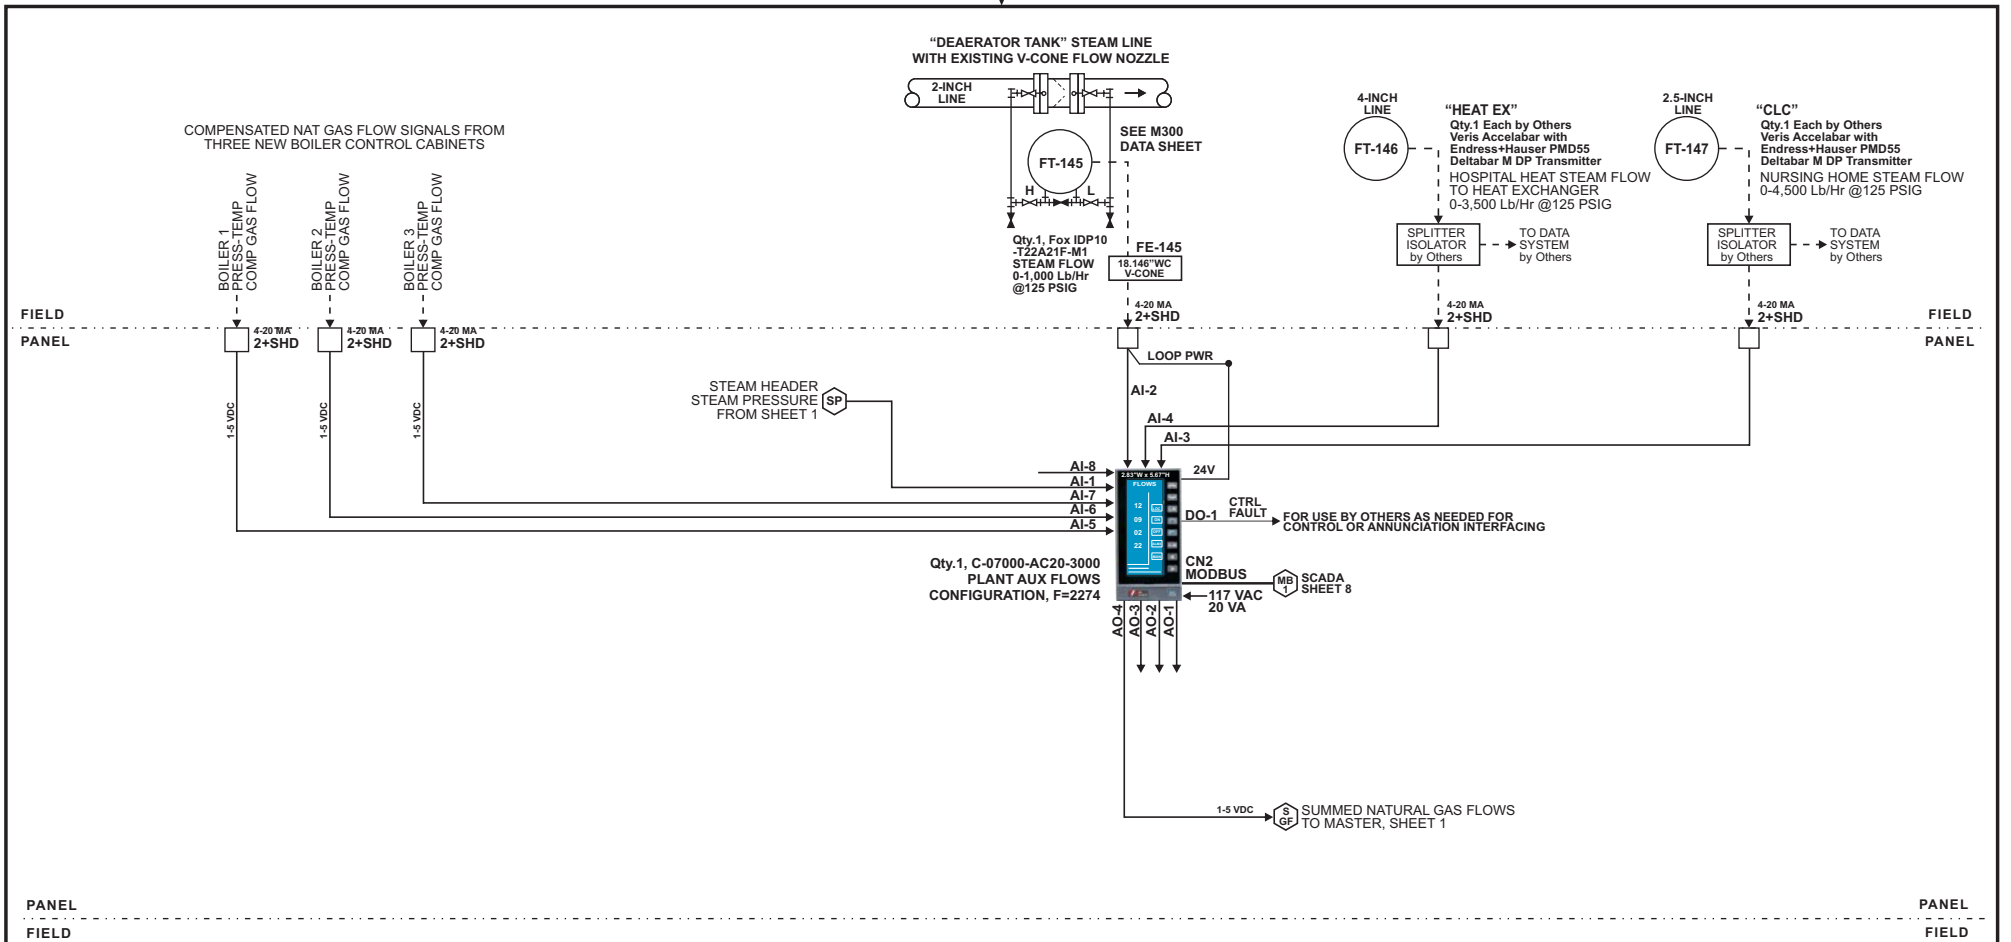 “DEAERATOR TANK” STEAM LINE
WITH EXISTING V-CONE FLOW NOZZLE
2-INCH
LINE
SEE M300
DATA SHEET
FT-145
H
L
Qty.1, Fox IDP10
-T22A21F-M1
STEAM FLOW
0-1,000 Lb/Hr
@125 PSIG
FE-145
18.146”WC
V-CONE
4-20 MA
2+SHD
4-INCH
LINE
FT-146
“HEAT EX”
Qty.1 Each by Others
Veris Accelabar with
Endress+Hauser PMD55
Deltabar M DP Transmitter
HOSPITAL HEAT STEAM FLOW
TO HEAT EXCHANGER
0-3,500 Lb/Hr @125 PSIG
SPLITTER
ISOLATOR
by Others
TO DATA
SYSTEM
by Others
4-20 MA
2+SHD
2.5-INCH
LINE
FT-147
“CLC”
Qty.1 Each by Others
Veris Accelabar with
Endress+Hauser PMD55
Deltabar M DP Transmitter
NURSING HOME STEAM FLOW
0-4,500 Lb/Hr @125 PSIG
SPLITTER
ISOLATOR
by Others
TO DATA
SYSTEM
by Others
4-20 MA
2+SHD
COMPENSATED NAT GAS FLOW SIGNALS FROM
THREE NEW BOILER CONTROL CABINETS
BOILER 1
PRESS-TEMP
COMP GAS FLOW
BOILER 2
PRESS-TEMP
COMP GAS FLOW
BOILER 3
PRESS-TEMP
COMP GAS FLOW
FIELD
PANEL
FIELD
PANEL
4-20 MA
2+SHD
4-20 MA
2+SHD
4-20 MA
2+SHD
1-5 VDC
1-5 VDC
1-5 VDC
STEAM HEADER
STEAM PRESSURE
FROM SHEET 1
SP
LOOP PWR
AI-2
AI-4
AI-3
AI-8
AI-1
AI-7
AI-6
AI-5
24V
2.83”W x 5.67”H
FLOWS
12
09
02
22
DO-1
CTRL
FAULT
FOR USE BY OTHERS AS NEEDED FOR
CONTROL OR ANNUNCIATION INTERFACING
Qty.1, C-07000-AC20-3000
PLANT AUX FLOWS
CONFIGURATION, F=2274
CN2
MODBUS
MB
1
SCADA
SHEET 8
117 VAC
20 VA
AO-4
AO-3
AO-2
AO-1
1-5 VDC
S
GF
SUMMED NATURAL GAS FLOWS
TO MASTER, SHEET 1
PANEL
FIELD
PANEL
FIELD